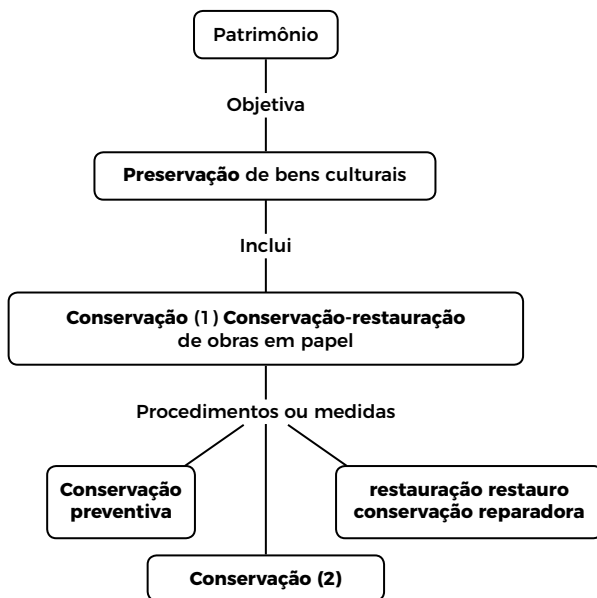 Patrimônio
Objetiva
Preservação de bens culturais
Inclui
Conservação (1) Conservação-restauração
de obras em papel
Procedimentos ou medidas
Conservação
preventiva
restauração restauro
conservação reparadora
Conservação (2)